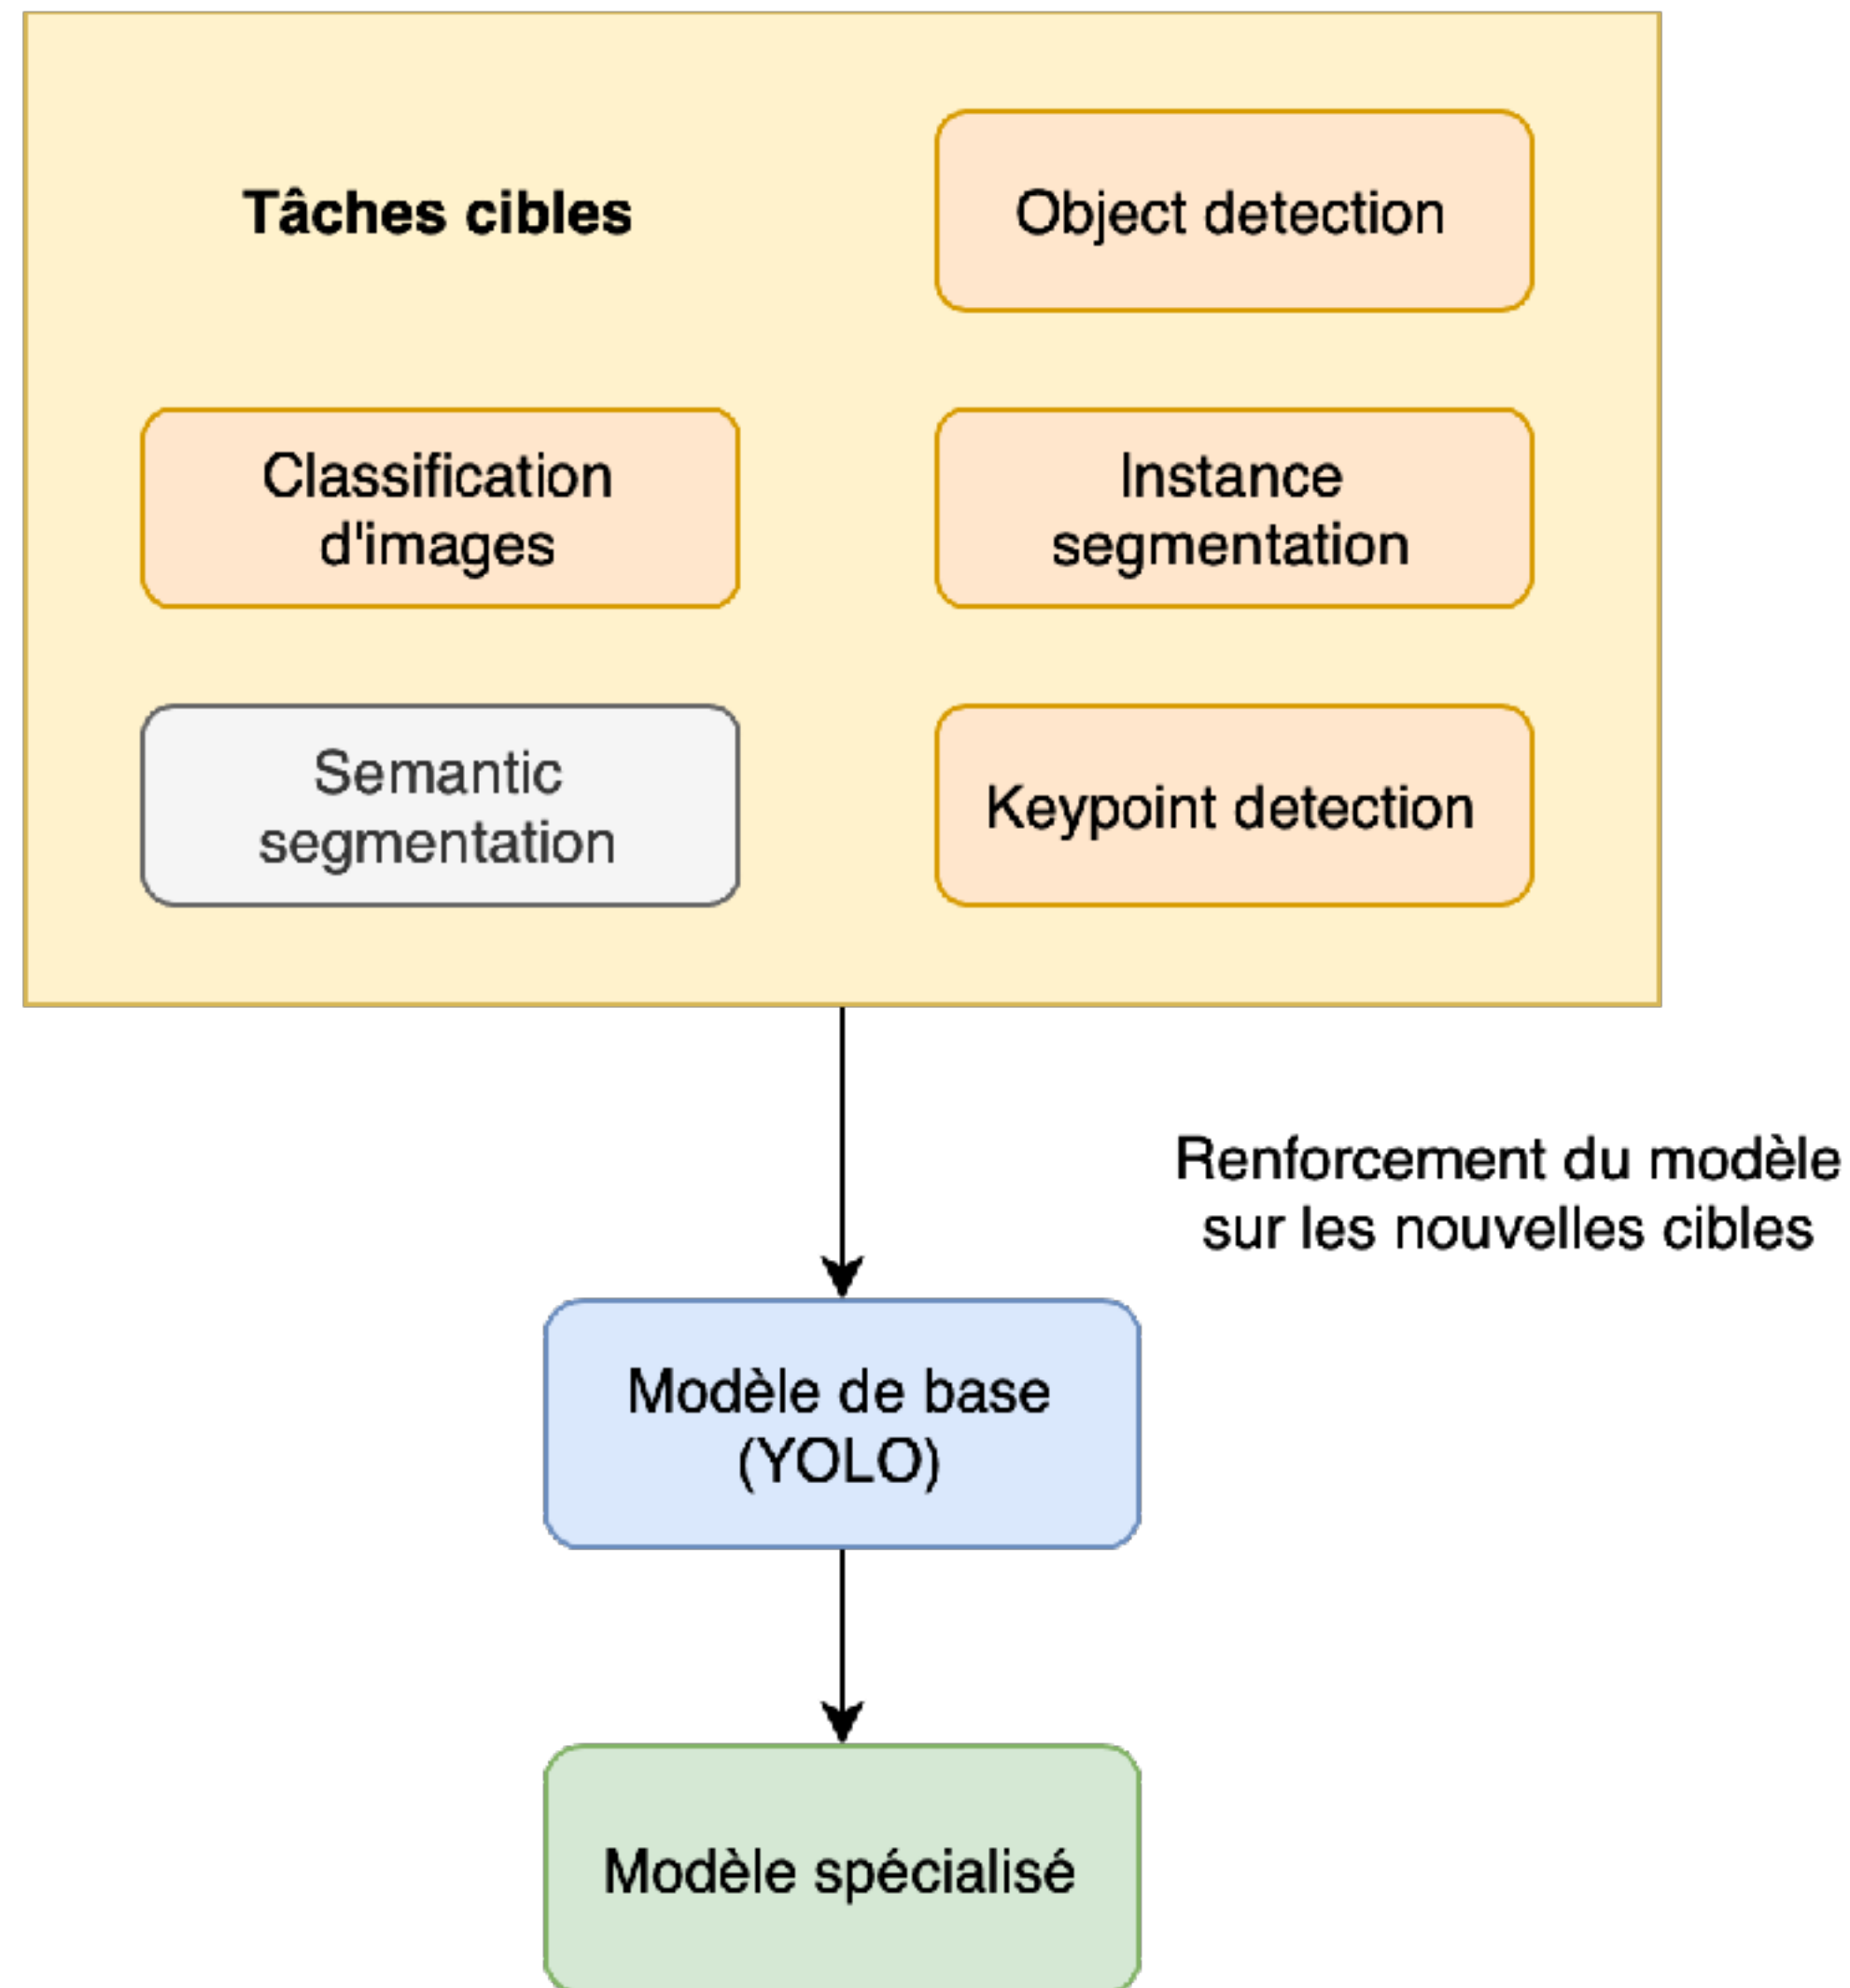 Tâches cibles
Object detection
Classification
d'images
Instance
segmentation
Semantic
segmentation
Keypoint detection
Renforcement du modèle
sur les nouvelles cibles
Modèle de base
(YOLO)
Modèle spécialisé